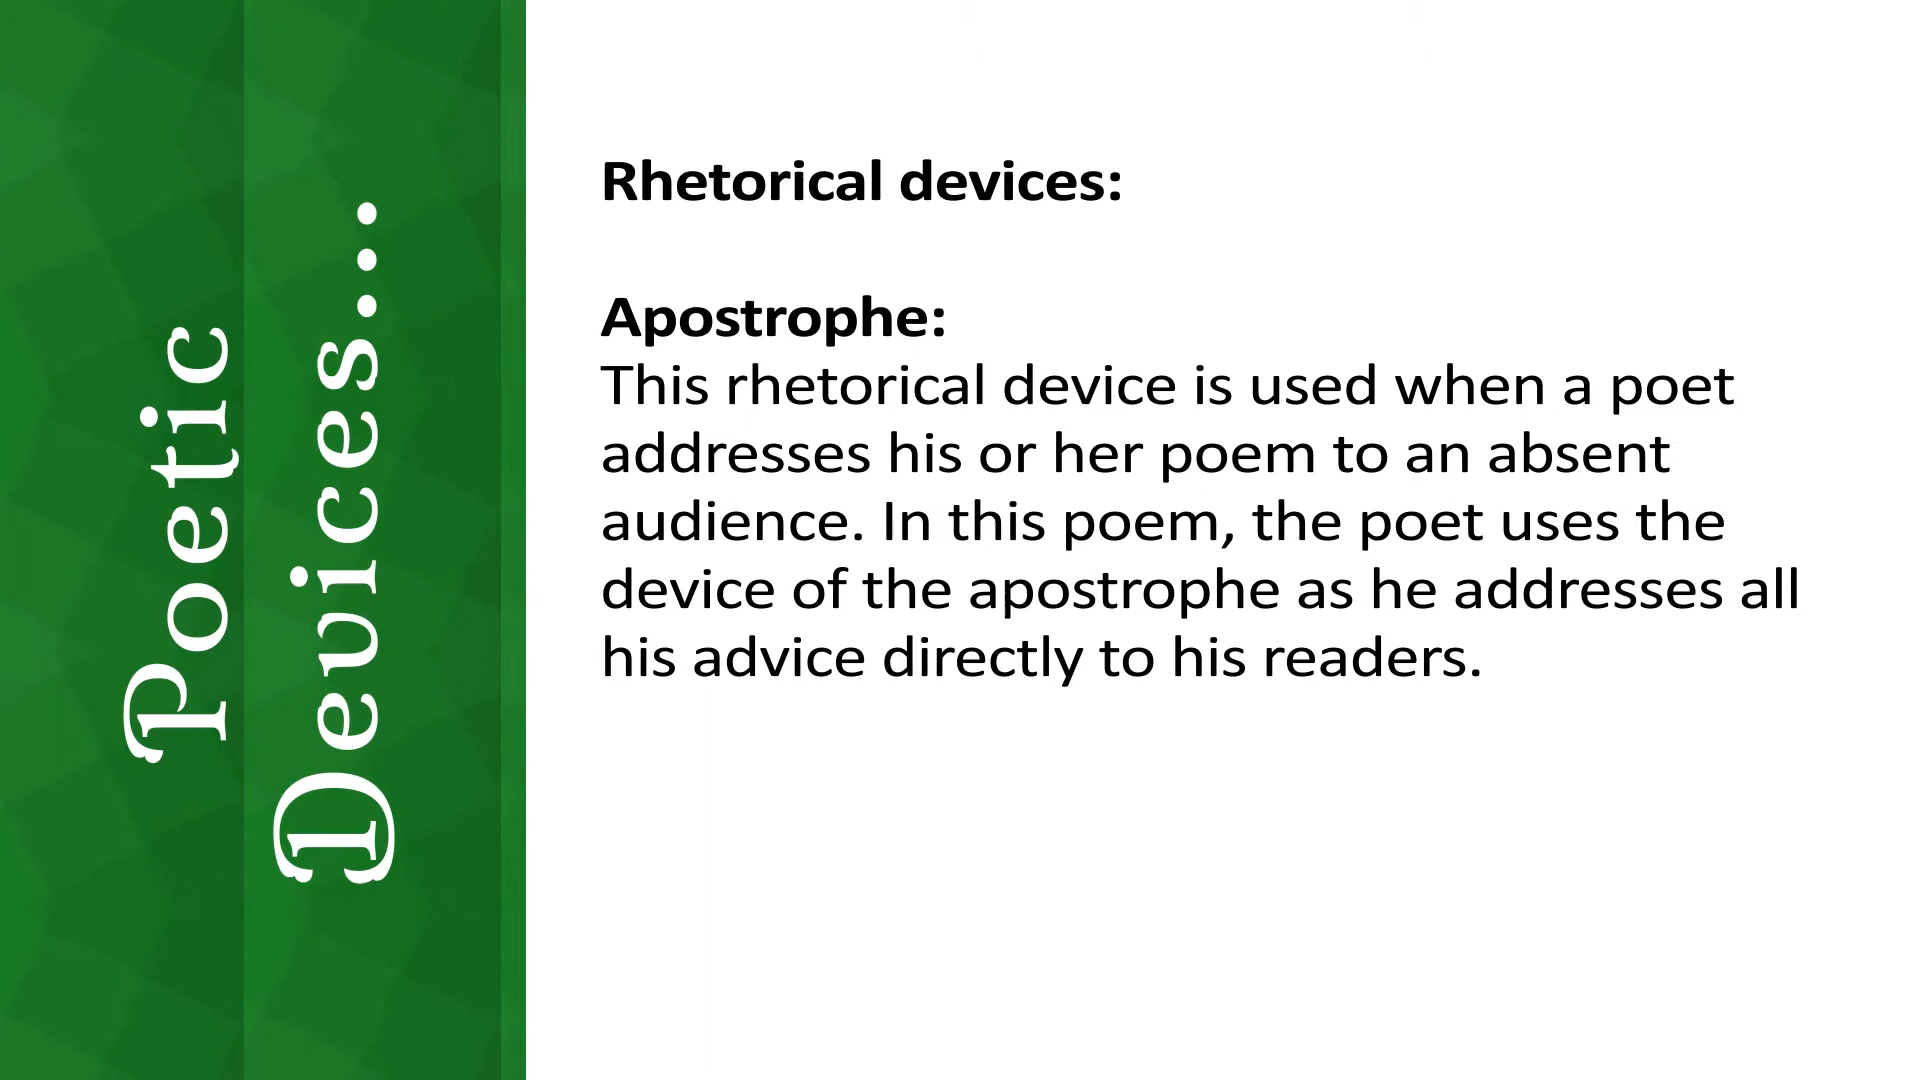 Poetic
Devices...
Rhetorical devices:
Apostrophe:
This rhetorical device is used when a poet
addresses his or her poem to an absent
audience. In this poem, the poet uses the
device of the apostrophe as he addresses all
his advice directly to his readers.